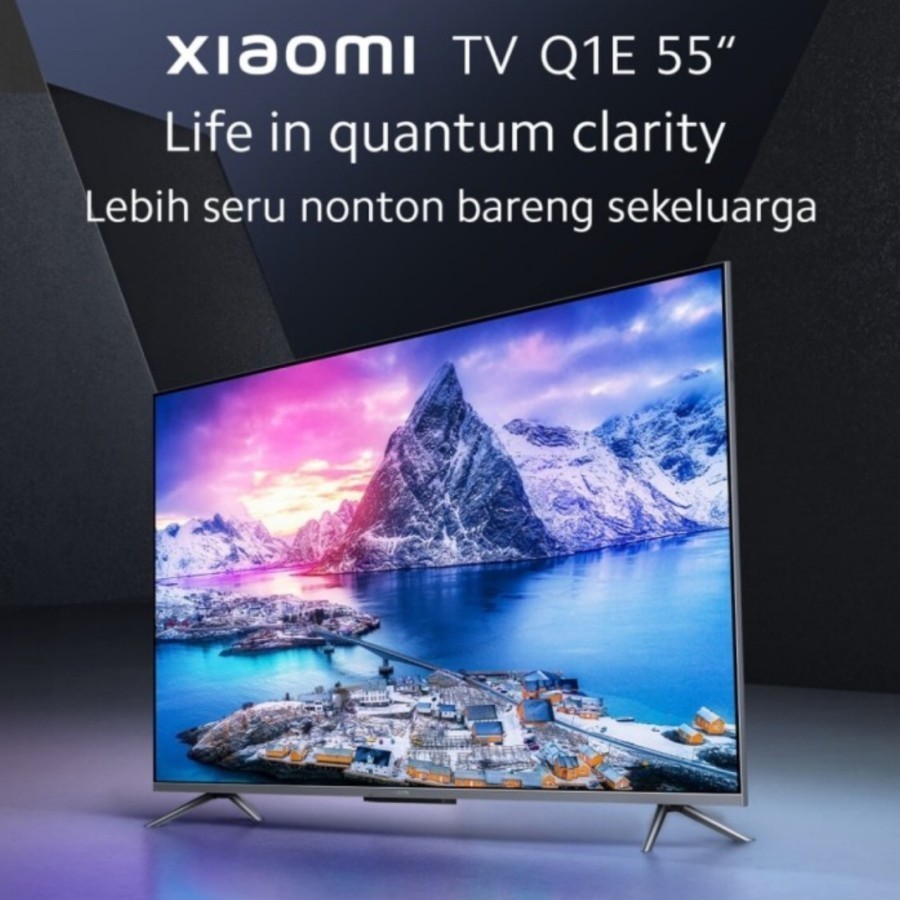 xiaomi TV Q1E 55"
Life in quantum clarity
Lebih seru nonton bareng sekeluarga